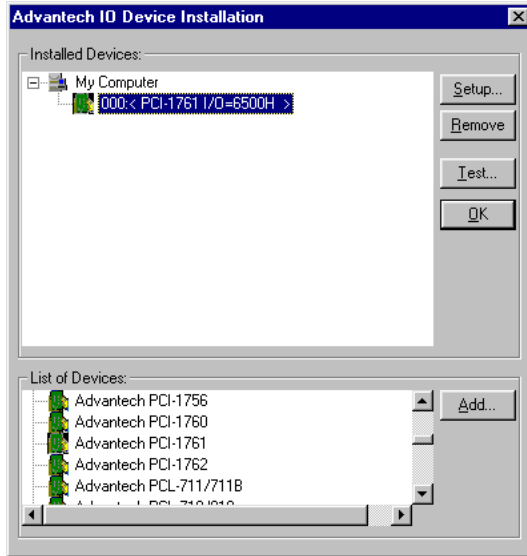 Advantech IO Device Installation
Installed Devices:
My Computer
000:< PCI-1761 I/O=6500H >
Setup...
Remove
Test...
OK
List of Devices:
Advantech PCI-1756
Advantech PCI-1760
Advantech PCI-1761
Advantech PCI-1762
Advantech PCL-711/711B
Add...